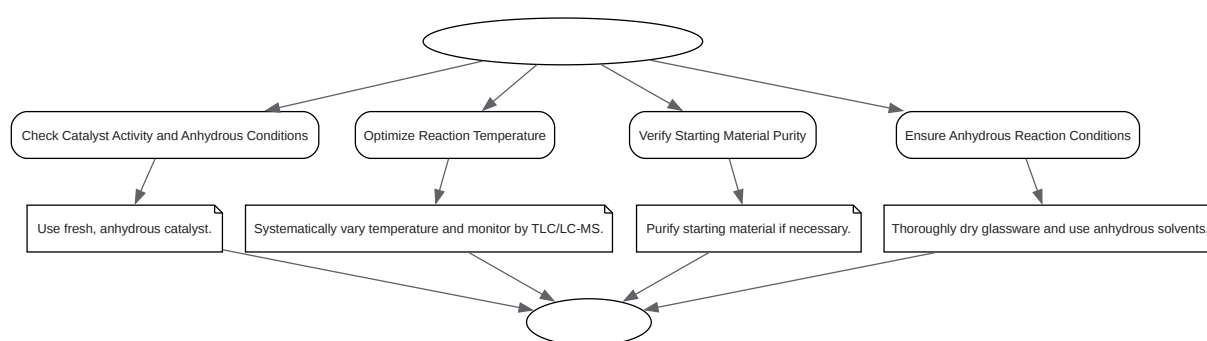 Check Catalyst Activity and Anhydrous Conditions
Optimize Reaction Temperature
Verify Starting Material Purity
Ensure Anhydrous Reaction Conditions
Use fresh, anhydrous catalyst.
Systematically vary temperature and monitor by TLC/LC-MS.
Purify starting material if necessary.
Thoroughly dry glassware and use anhydrous solvents.